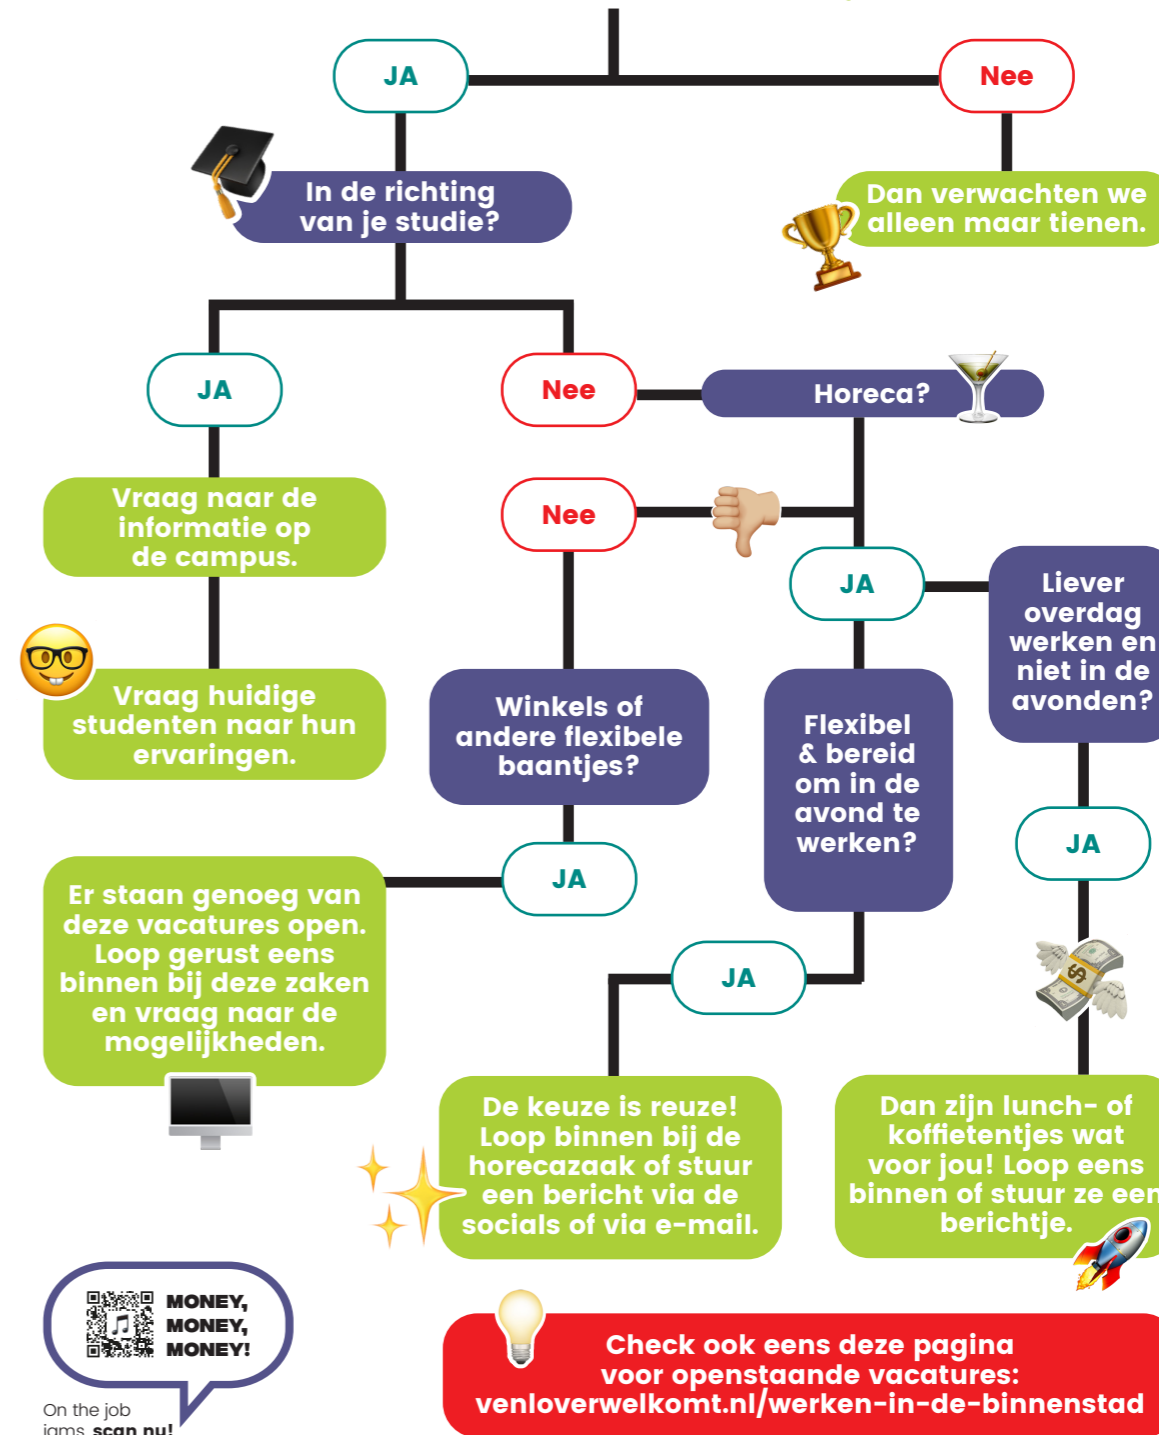 JA
Nee
In de richting
van je studie?
Dan verwachten we
alleen maar tienen.
JA
Nee
Horeca?
Vraag naar de
informatie op
de campus.
Nee
JA
Liever
overdag
werken en
niet in de
avonden?
Vraag huidige
studenten naar hun
ervaringen.
Winkels of
andere flexibele
baantjes?
Flexibel
& bereid
om in de
avond te
werken?
JA
JA
Er staan genoeg van
deze vacatures open.
Loop gerust eens
binnen bij deze zaken
en vraag naar de
mogelijkheden.
JA
De keuze is reuze!
Loop binnen bij de
horecazaak of stuur
een bericht via de
socials of via e-mail.
Dan zijn lunch- of
koffietentjes wat
voor jou! Loop eens
binnen of stuur ze een
berichtje.
MONEY,
MONEY,
MONEY!
On the job
jams, scan nu!
Check ook eens deze pagina
voor openstaande vacatures:
venloverwelkomt.nl/werken-in-de-binnenstad